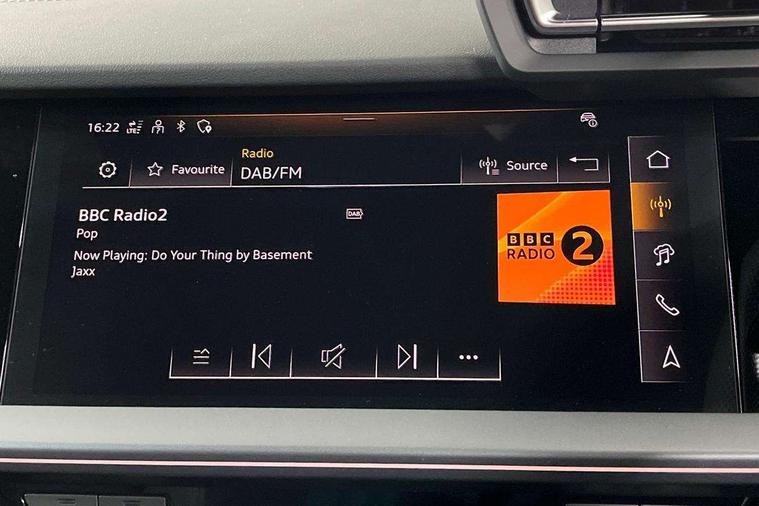 16:22 LTE
Favourite
Radio
DAB/FM
Source
BBC Radio2
DAB
Pop
Now Playing: Do Your Thing by Basement
Jaxx
BBC
RADIO
2